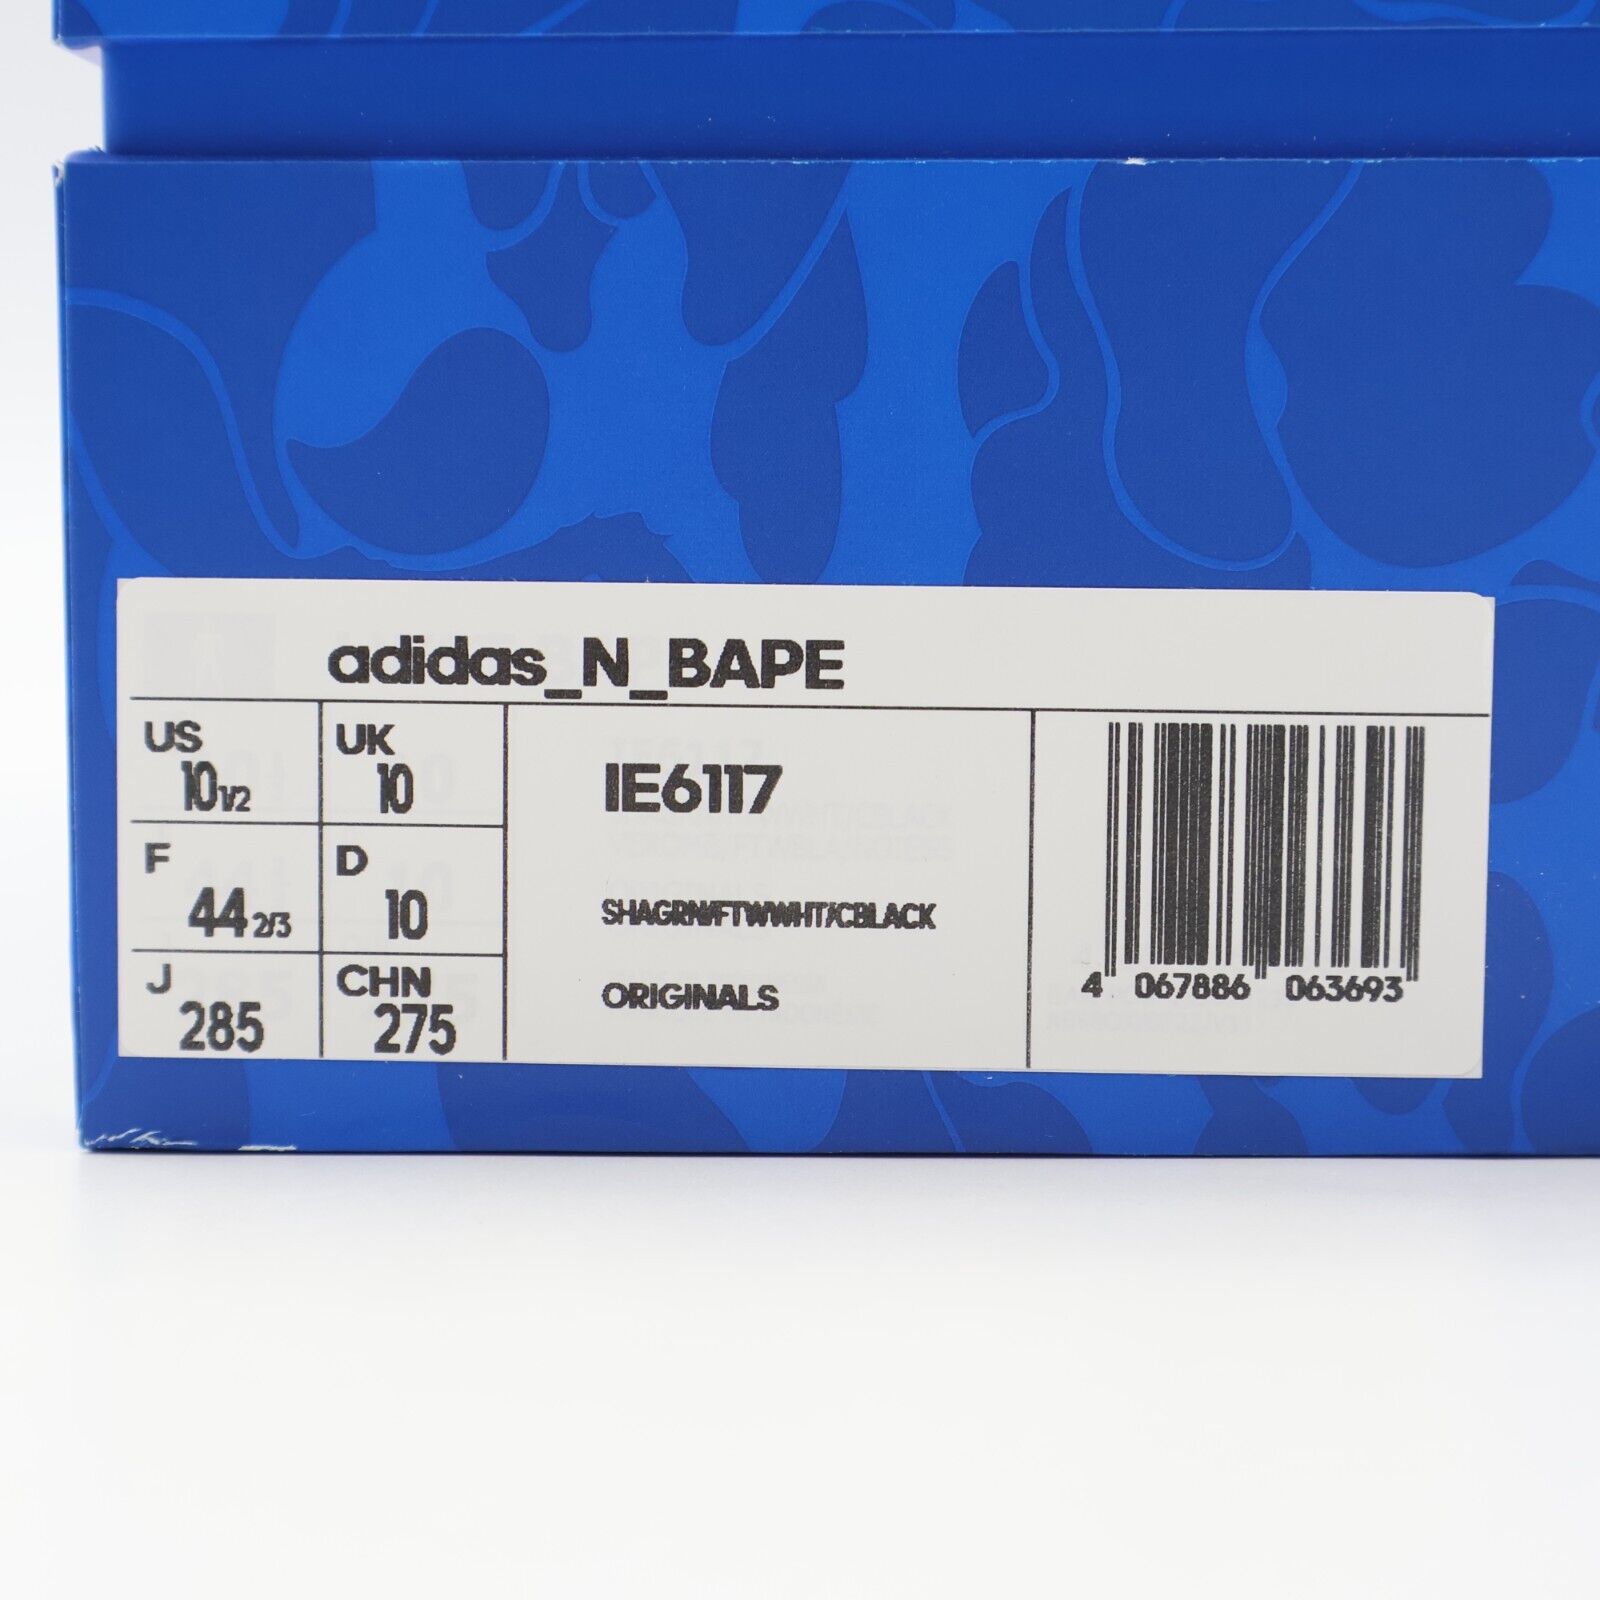 adidas_N_BAPE
US
10 1/2
UK
10
F
44 2/3
D
10
J
285
CHN
275
IE6117
SHAGRN/FTWWHT/CBLACK
ORIGINALS
4 067886 063693